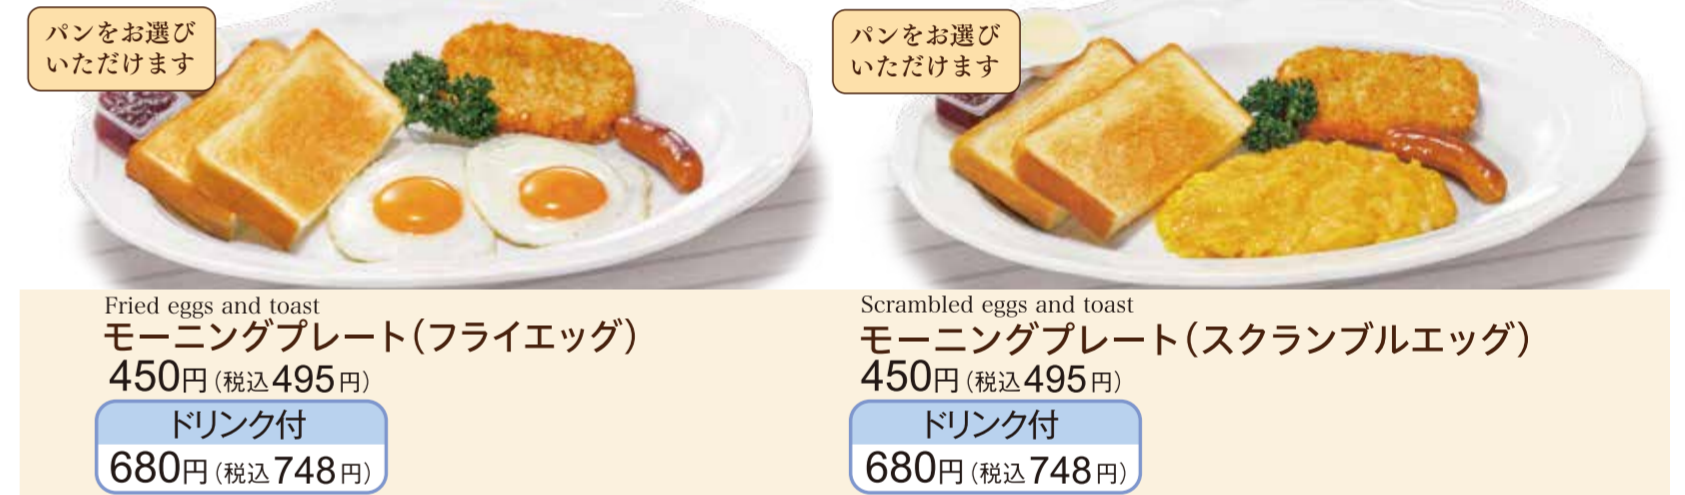 パンをお選び
いただけます
Fried eggs and toast
モーニングプレート（フライエッグ）
450円（税込495円）
ドリンク付
680円（税込748円）
パンをお選び
いただけます
Scrambled eggs and toast
モーニングプレート（スクランブルエッグ）
450円（税込495円）
ドリンク付
680円（税込748円）